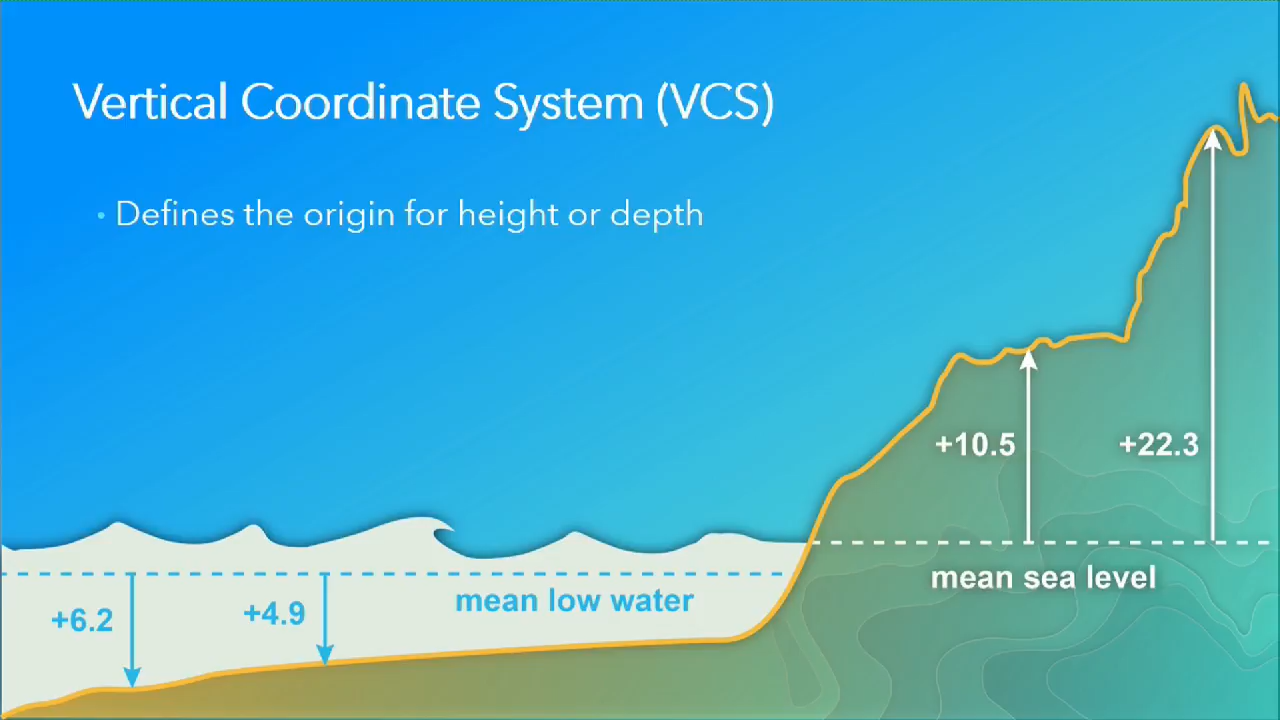 Vertical Coordinate System (VCS)
• Defines the origin for height or depth
+10.5
+22.3
mean sea level
mean low water
+6.2
+4.9